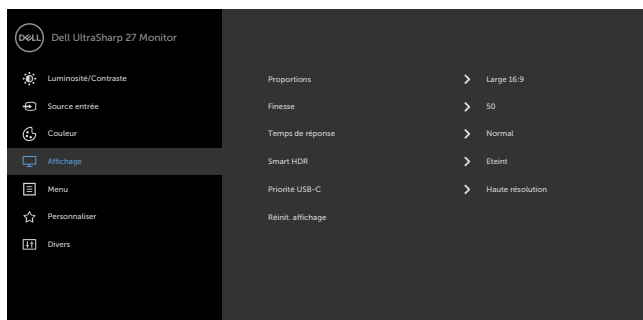 DELL
Dell UltraSharp 27 Monitor
Luminosité/Contraste
Source entrée
Couleur
Affichage
Menu
Personnaliser
Divers
Proportions
Large 16:9
Finesse
50
Temps de réponse
Normal
Smart HDR
Eteint
Priorité USB-C
Haute résolution
Réinit. affichage